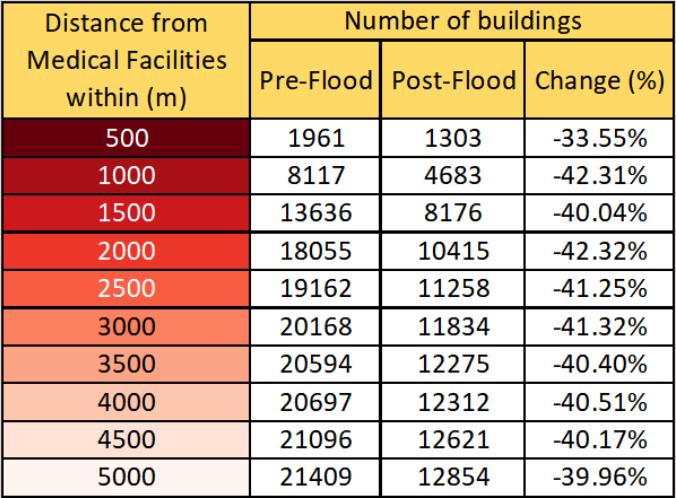 Distance from Medical Facilities within (m) Number of buildings
Pre-Flood Post-Flood Change (%)
500 1961 1303 -33.55%
1000 8117 4683 -42.31%
1500 13636 8176 -40.04%
2000 18055 10415 -42.32%
2500 19162 11258 -41.25%
3000 20168 11834 -41.32%
3500 20594 12275 -40.40%
4000 20697 12312 -40.51%
4500 21096 12621 -40.17%
5000 21409 12854 -39.96%